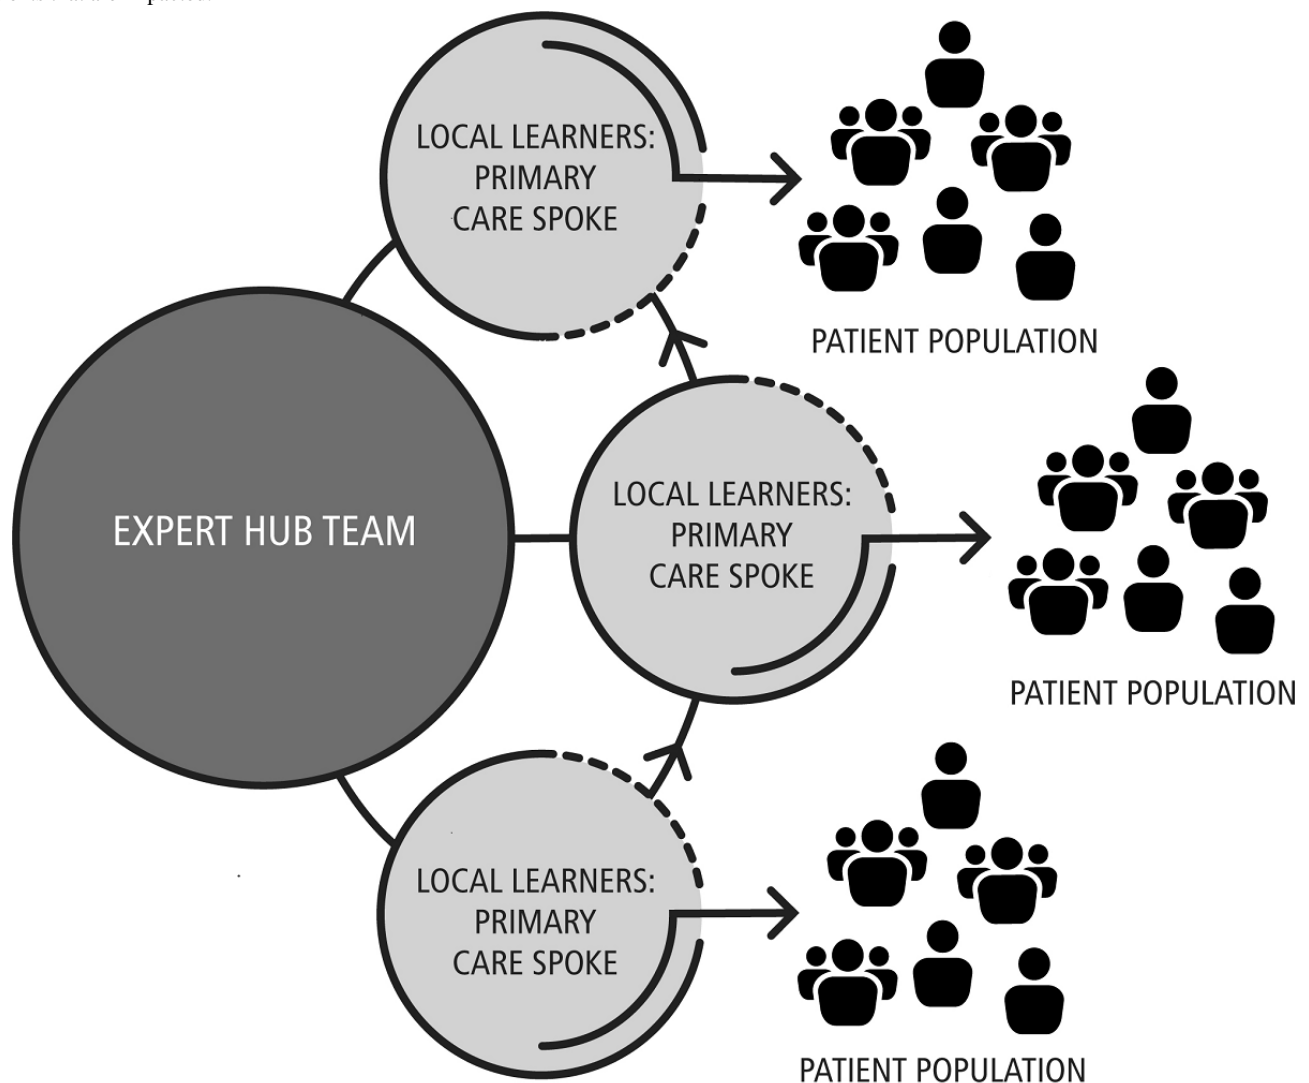 LOCAL LEARNERS:
PRIMARY
CARE SPOKE
PATIENT POPULATION
EXPERT HUB TEAM
LOCAL LEARNERS:
PRIMARY
CARE SPOKE
PATIENT POPULATION
LOCAL LEARNERS:
PRIMARY
CARE SPOKE
PATIENT POPULATION